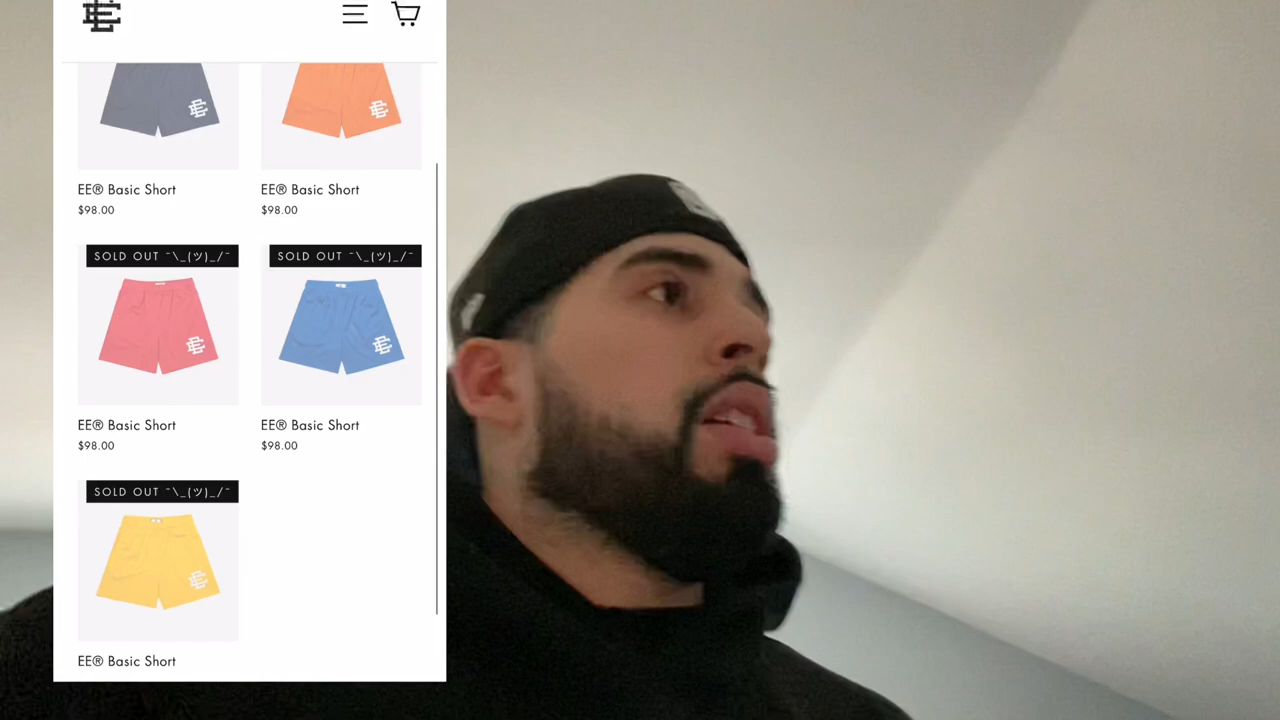 EE® Basic Short
$98.00
EE® Basic Short
$98.00
SOLD OUT ¯\_(ツ)_/¯
SOLD OUT ¯\_(ツ)_/¯
EE® Basic Short
$98.00
EE® Basic Short
$98.00
SOLD OUT ¯\_(ツ)_/¯
EE® Basic Short